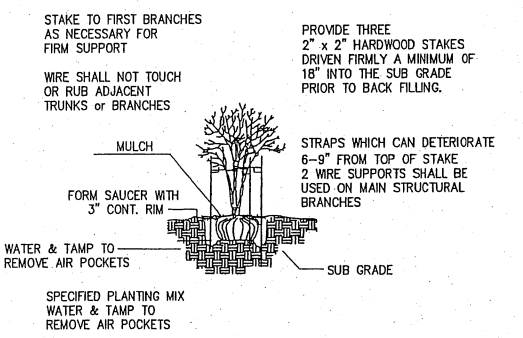 STAKE TO FIRST BRANCHES
AS NECESSARY FOR
FIRM SUPPORT
WIRE SHALL NOT TOUCH
OR RUB ADJACENT
TRUNKS or BRANCHES
PROVIDE THREE
2" x 2" HARDWOOD STAKES
DRIVEN FIRMLY A MINIMUM OF
18" INTO THE SUB GRADE
PRIOR TO BACK FILLING.
MULCH
STRAPS WHICH CAN DETERIORATE
6-9" FROM TOP OF STAKE
2 WIRE SUPPORTS SHALL BE
USED ON MAIN STRUCTURAL
BRANCHES
FORM SAUCER WITH
3" CONT. RIM
WATER & TAMP TO
REMOVE AIR POCKETS
SUB GRADE
SPECIFIED PLANTING MIX
WATER & TAMP TO
REMOVE AIR POCKETS